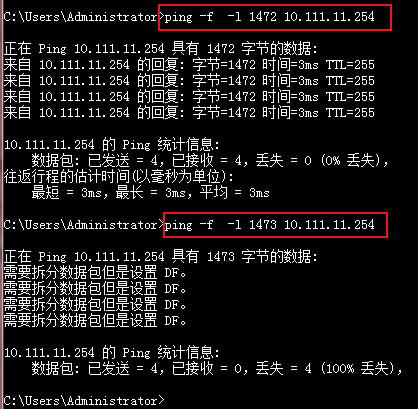 C:\Users\Administrator>ping -f  -l 1472 10.111.11.254
正在 Ping 10.111.11.254 具有 1472 字节的数据:
来自 10.111.11.254 的回复: 字节=1472 时间=3ms TTL=255
来自 10.111.11.254 的回复: 字节=1472 时间=3ms TTL=255
来自 10.111.11.254 的回复: 字节=1472 时间=3ms TTL=255
来自 10.111.11.254 的回复: 字节=1472 时间=3ms TTL=255
10.111.11.254 的 Ping 统计信息:
    数据包: 已发送 = 4，已接收 = 4，丢失 = 0 (0% 丢失)，
往返行程的估计时间(以毫秒为单位):
    最短 = 3ms，最长 = 3ms，平均 = 3ms
C:\Users\Administrator>ping -f  -l 1473 10.111.11.254
正在 Ping 10.111.11.254 具有 1473 字节的数据:
需要拆分数据包但是设置 DF。
需要拆分数据包但是设置 DF。
需要拆分数据包但是设置 DF。
需要拆分数据包但是设置 DF。
10.111.11.254 的 Ping 统计信息:
    数据包: 已发送 = 4，已接收 = 0，丢失 = 4 (100% 丢失)，
C:\Users\Administrator>